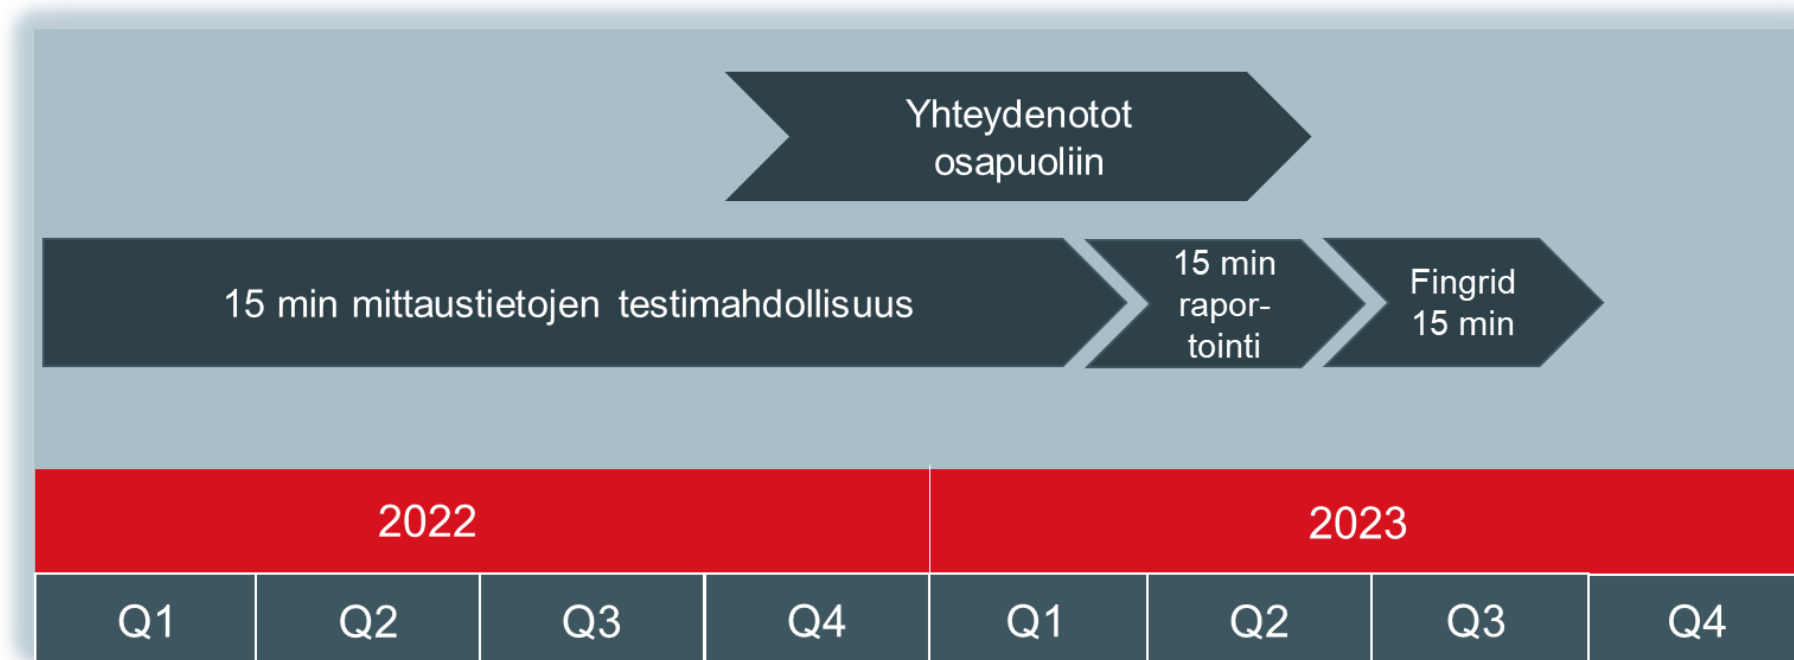 Yhteydenotot
osapuoliin
15 min mittaustietojen testimahdollisuus
15 min
rapor-
tointi
Fingrid
15 min
2022
2023
Q1
Q2
Q3
Q4
Q1
Q2
Q3
Q4